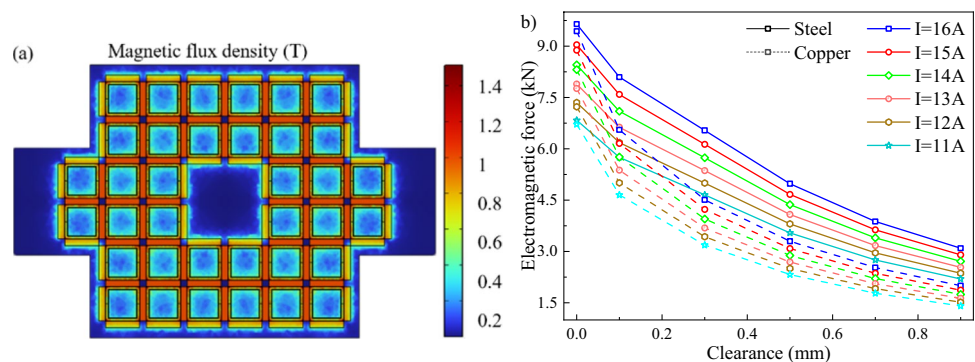 (a)
Magnetic flux density (T)
1.4
1.2
1
0.8
0.6
0.4
0.2
b)
Electromagnetic force (kN)
9.0
7.5
6.0
4.5
3.0
1.5
0.0
0.2
0.4
0.6
0.8
Clearance (mm)
Steel
Copper
I=16A
I=15A
I=14A
I=13A
I=12A
I=11A